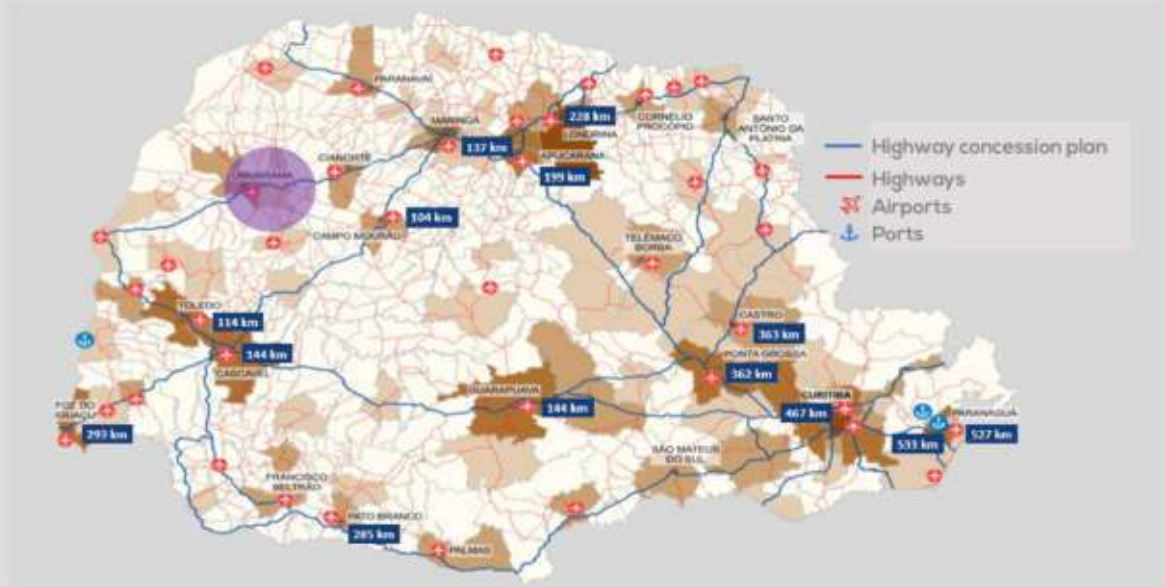 PARANAVAÍ
MARINGÁ
137 km
228 km
LONDRINA
CORNÉLIO
PROCÓPIO
SANTO
ANTÔNIO DA
PLATINA
APUCARANA
199 km
CIANORTE
UMUARAMA
104 km
CAMPO MOURÃO
TELÊMACO
BORBA
Highway concession plan
Highways
Airports
Ports
TOLEDO
114 km
144 km
CASCAVEL
CASTRO
363 km
PONTA GROSSA
362 km
GUARAPUAVA
144 km
CURITIBA
467 km
PARANAGUÁ
527 km
533 km
FOZ DO
IGUAÇU
293 km
SÃO MATEUS
DO SUL
FRANCISCO
BELTRÃO
PATO BRANCO
285 km
PALMAS